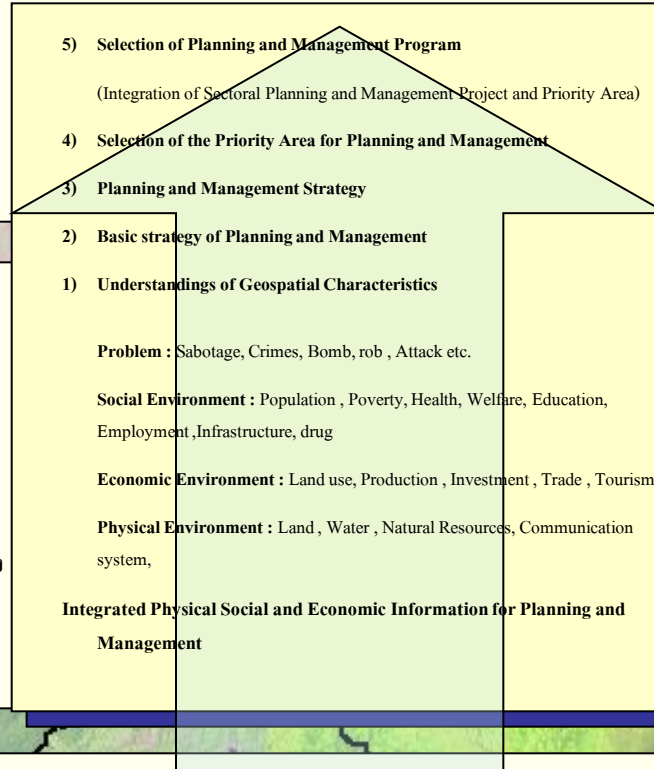 5) Selection of Planning and Management Program
(Integration of Sectoral Planning and Management Project and Priority Area)
4) Selection of the Priority Area for Planning and Management
3) Planning and Management Strategy
2) Basic strategy of Planning and Management
1) Understandings of Geospatial Characteristics
Problem : Sabotage, Crimes, Bomb, rob , Attack etc.
Social Environment : Population , Poverty, Health, Welfare, Education,
Employment ,Infrastructure, drug
Economic Environment : Land use, Production , Investment , Trade , Tourism
Physical Environment : Land , Water , Natural Resources, Communication
system,
Integrated Physical Social and Economic Information for Planning and
Management